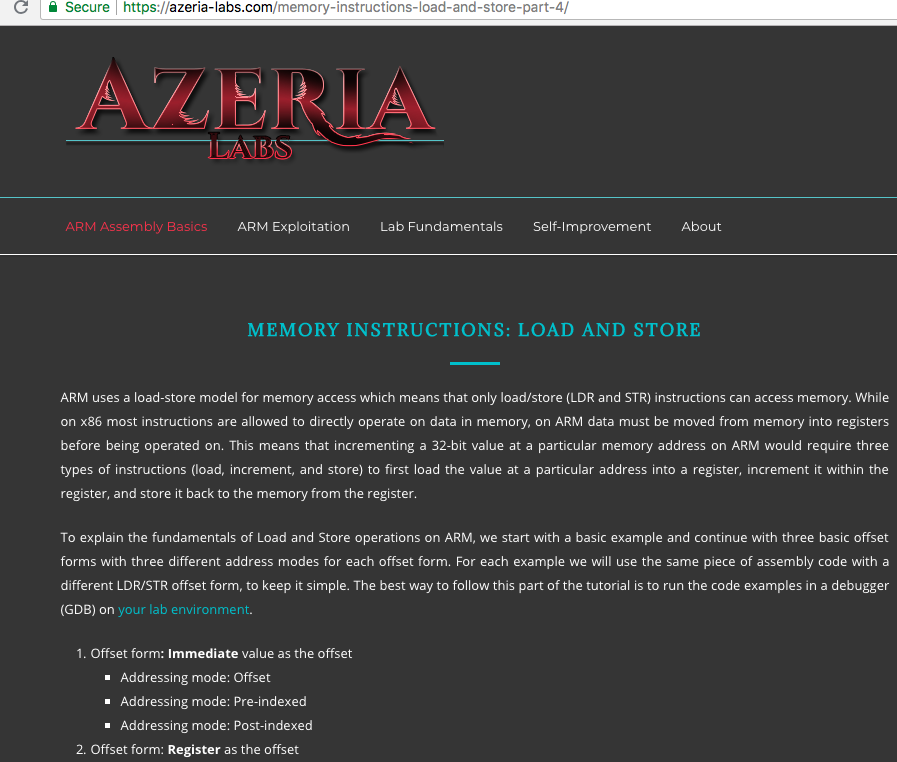 Secure https://azeria-labs.com/memory-instructions-load-and-store-part-4/
AZERIA
LABS
ARM Assembly Basics ARM Exploitation Lab Fundamentals Self-Improvement About
MEMORY INSTRUCTIONS: LOAD AND STORE
ARM uses a load-store model for memory access which means that only load/store (LDR and STR) instructions can access memory. While
on x86 most instructions are allowed to directly operate on data in memory, on ARM data must be moved from memory into registers
before being operated on. This means that incrementing a 32-bit value at a particular memory address on ARM would require three
types of instructions (load, increment, and store) to first load the value at a particular address into a register, increment it within the
register, and store it back to the memory from the register.
To explain the fundamentals of Load and Store operations on ARM, we start with a basic example and continue with three basic offset
forms with three different address modes for each offset form. For each example we will use the same piece of assembly code with a
different LDR/STR offset form, to keep it simple. The best way to follow this part of the tutorial is to run the code examples in a debugger
(GDB) on your lab environment.
1. Offset form: Immediate value as the offset
Addressing mode: Offset
Addressing mode: Pre-indexed
Addressing mode: Post-indexed
2. Offset form: Register as the offset